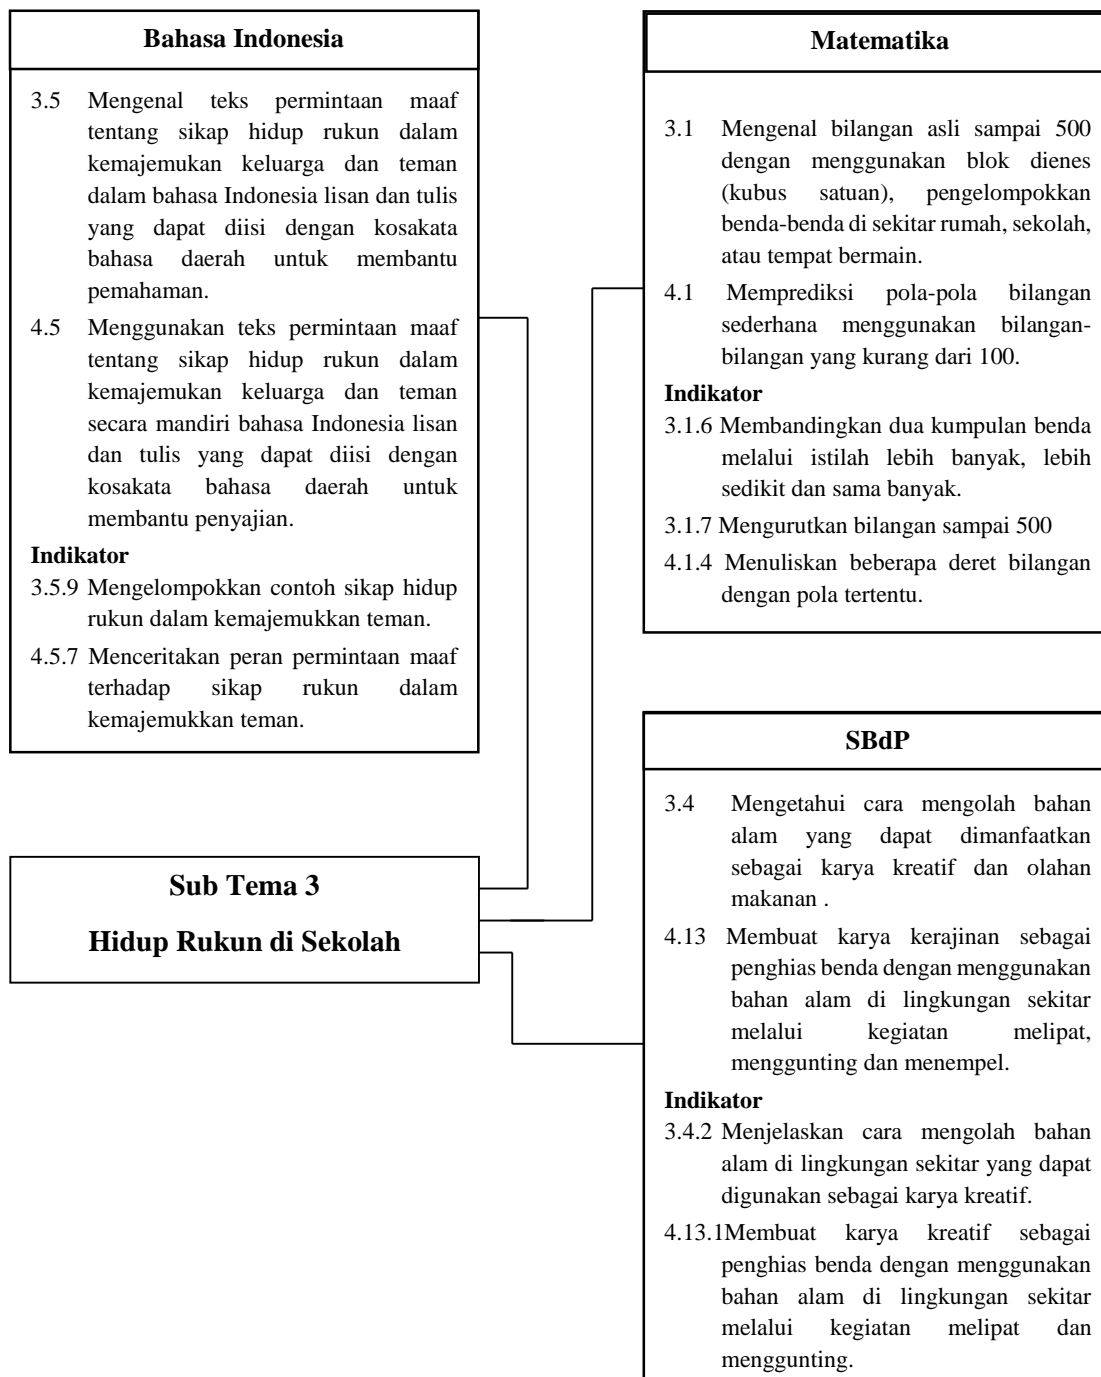 Bahasa Indonesia
3.5 Mengenal teks permintaan maaf
tentang sikap hidup rukun dalam
kemajemukan keluarga dan teman
dalam bahasa Indonesia lisan dan tulis
yang dapat diisi dengan kosakata
bahasa daerah untuk membantu
pemahaman.
4.5 Menggunakan teks permintaan maaf
tentang sikap hidup rukun dalam
kemajemukan keluarga dan teman
secara mandiri bahasa Indonesia lisan
dan tulis yang dapat diisi dengan
kosakata bahasa daerah untuk
membantu penyajian.
Indikator
3.5.9 Mengelompokkan contoh sikap hidup
rukun dalam kemajemukkan teman.
4.5.7 Menceritakan peran permintaan maaf
terhadap sikap rukun dalam
kemajemukkan teman.
Matematika
3.1 Mengenal bilangan asli sampai 500
dengan menggunakan blok dienes
(kubus satuan), pengelompokkan
benda-benda di sekitar rumah, sekolah,
atau tempat bermain.
4.1 Memprediksi pola-pola bilangan
sederhana menggunakan bilangan-
bilangan yang kurang dari 100.
Indikator
3.1.6 Membandingkan dua kumpulan benda
melalui istilah lebih banyak, lebih
sedikit dan sama banyak.
3.1.7 Mengurutkan bilangan sampai 500
4.1.4 Menuliskan beberapa deret bilangan
dengan pola tertentu.
Sub Tema 3
Hidup Rukun di Sekolah
SBdP
3.4 Mengetahui cara mengolah bahan
alam yang dapat dimanfaatkan
sebagai karya kreatif dan olahan
makanan .
4.13 Membuat karya kerajinan sebagai
penghias benda dengan menggunakan
bahan alam di lingkungan sekitar
melalui kegiatan melipat,
menggunting dan menempel.
Indikator
3.4.2 Menjelaskan cara mengolah bahan
alam di lingkungan sekitar yang dapat
digunakan sebagai karya kreatif.
4.13.1Membuat karya kreatif sebagai
penghias benda dengan menggunakan
bahan alam di lingkungan sekitar
melalui kegiatan melipat dan
menggunting.